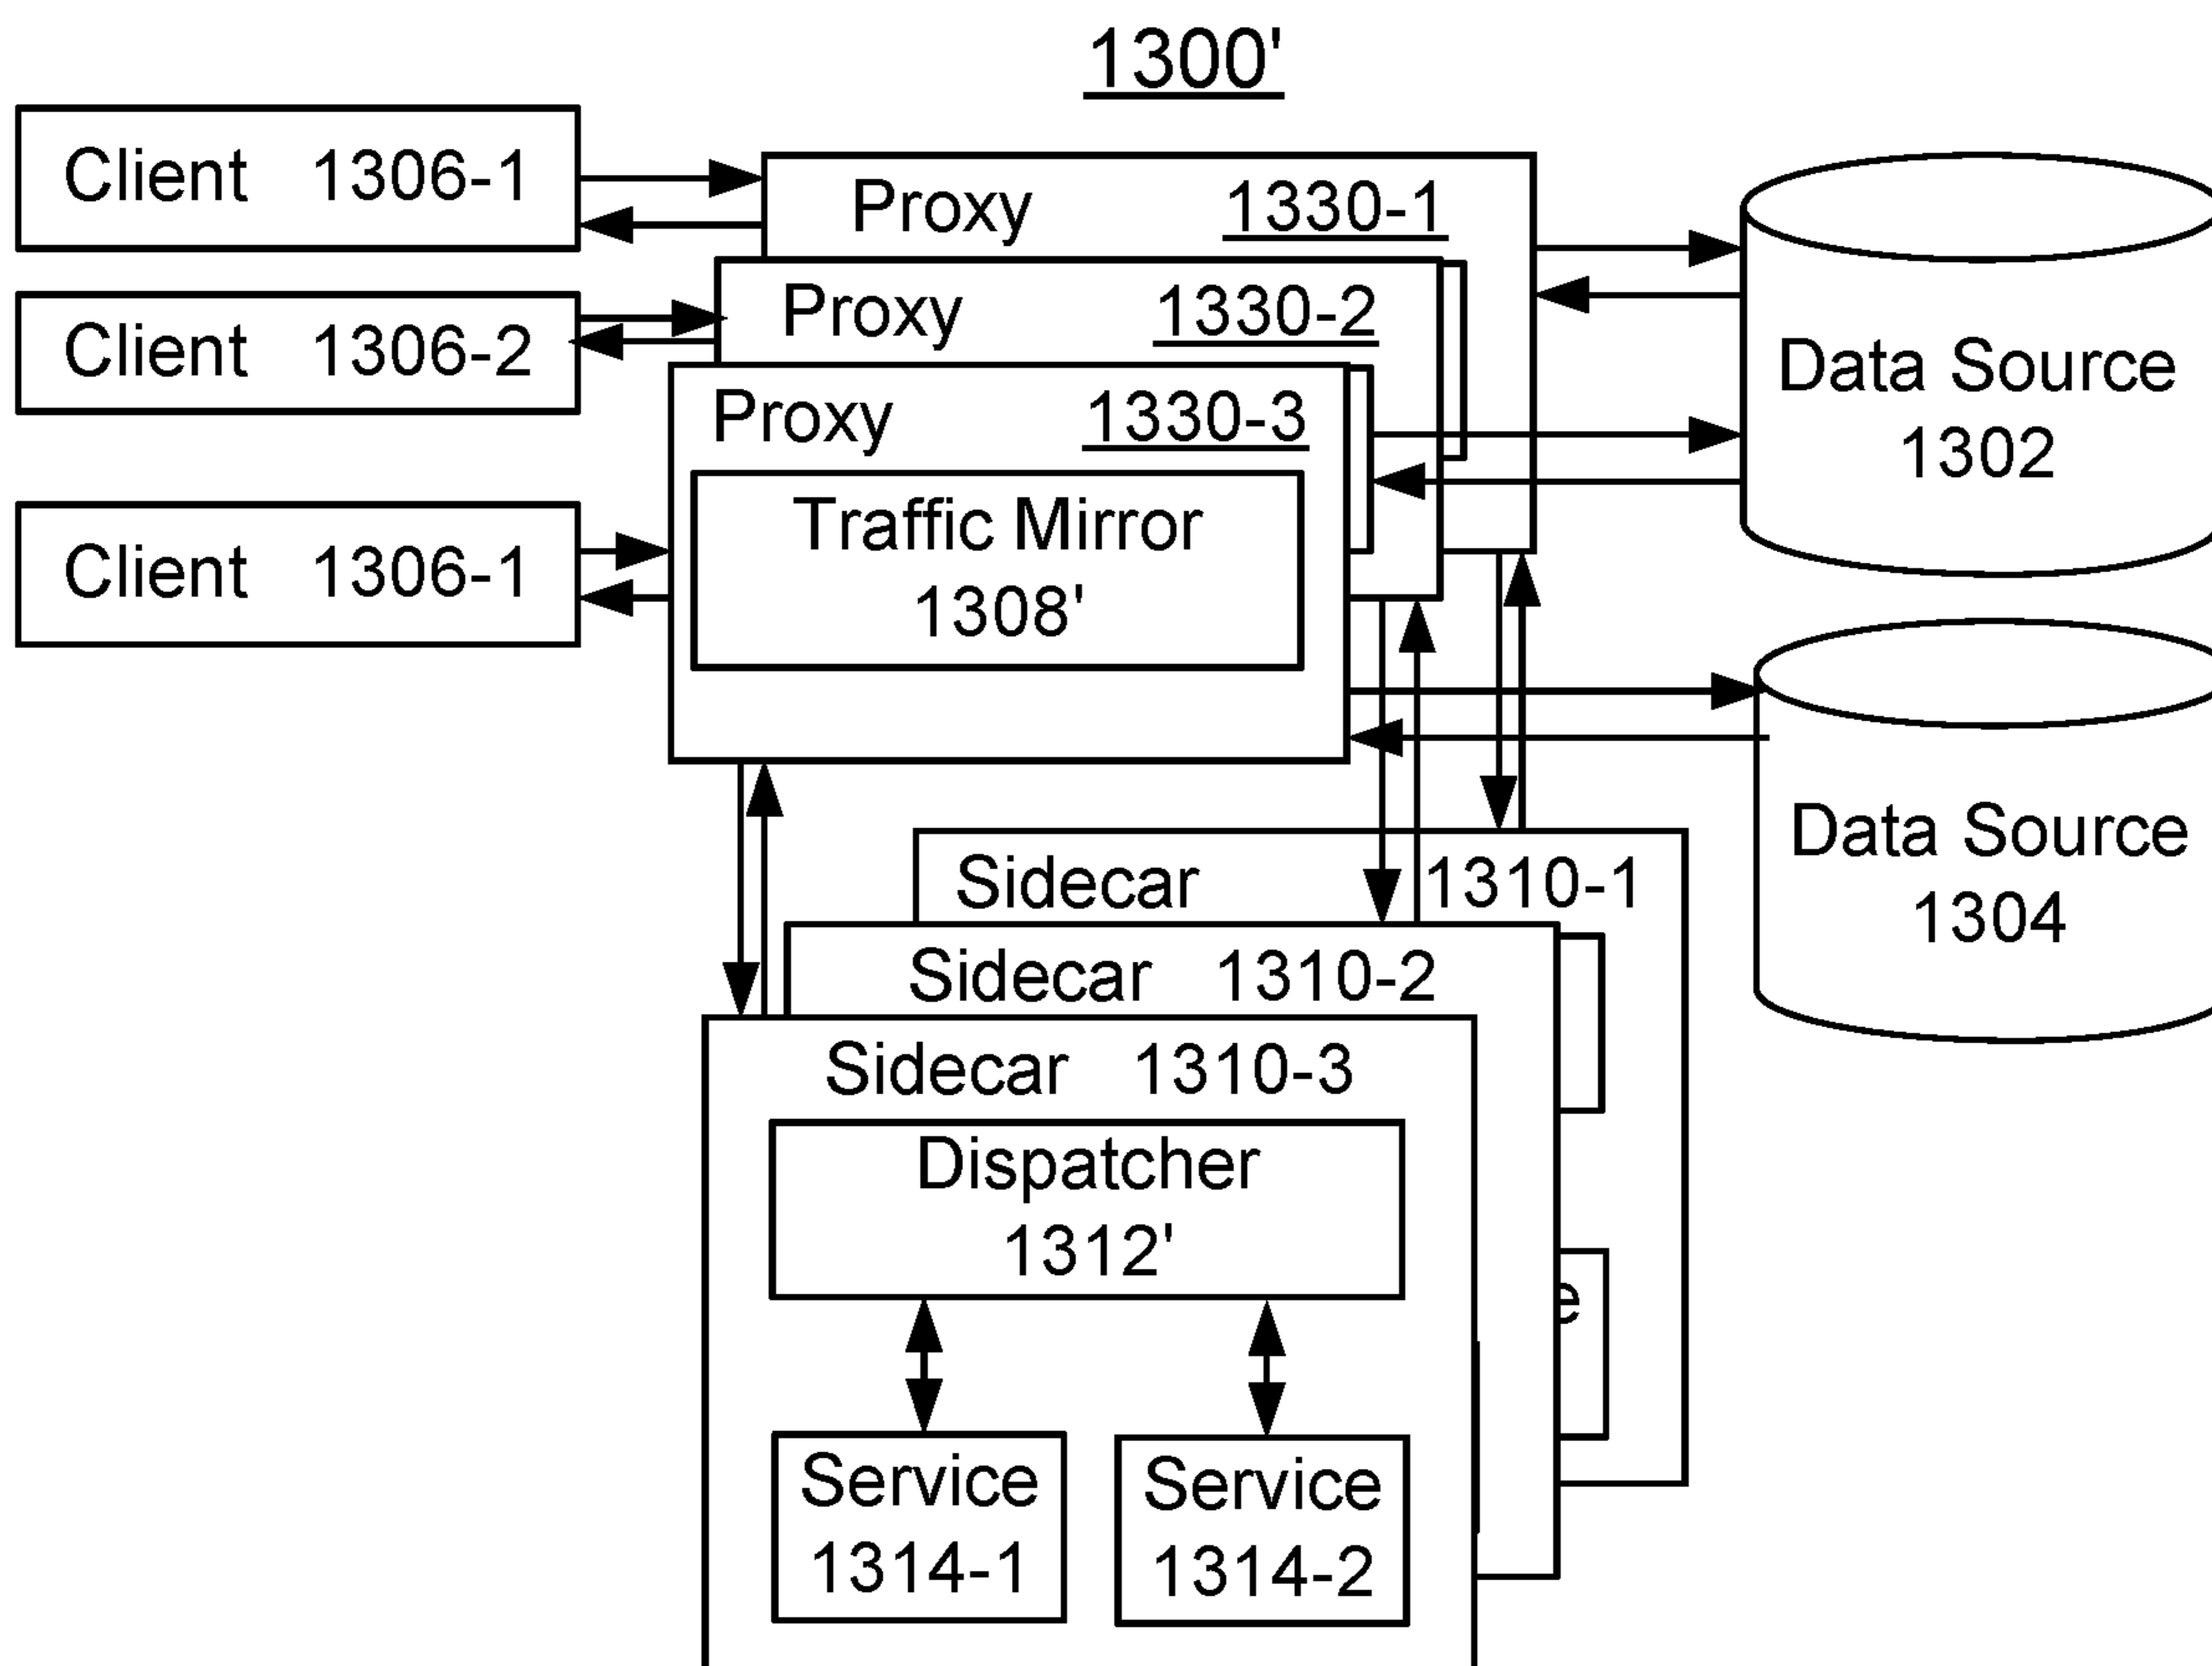 1300'
Client 1306-1
Proxy 1330-1
Client 1306-2
Proxy 1330-2
Data Source
1302
Proxy 1330-3
Client 1306-1
Traffic Mirror
1308'
Data Source
1304
Sidecar 1310-1
Sidecar 1310-2
Sidecar 1310-3
Dispatcher
1312'
e
Service
1314-1
Service
1314-2